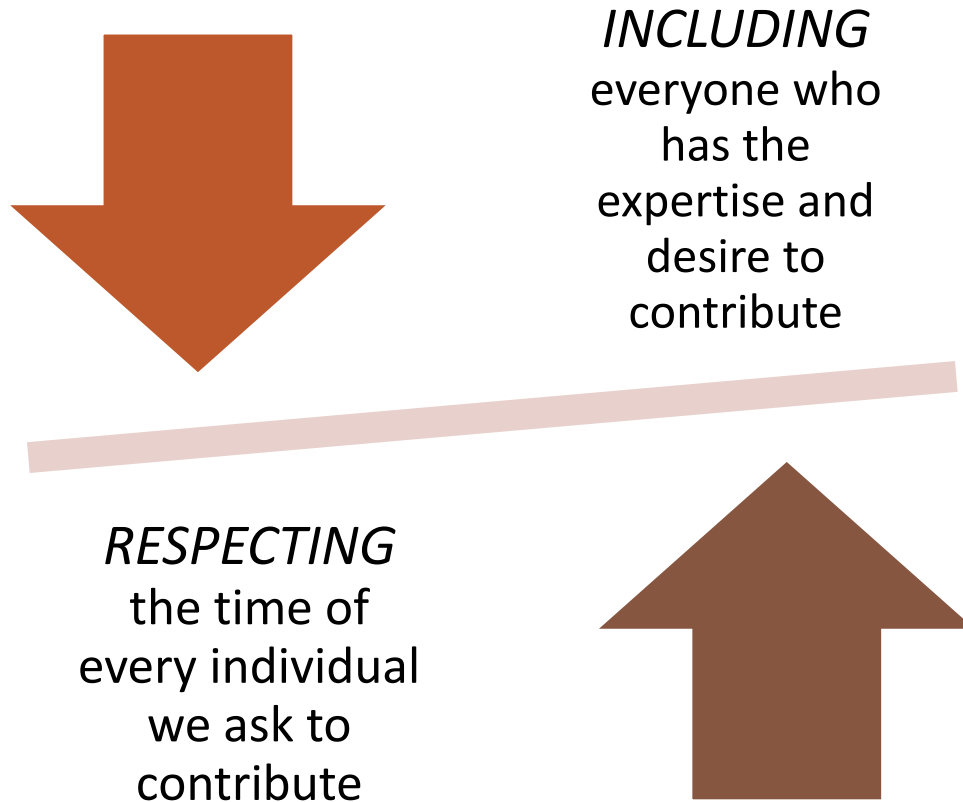 INCLUDING
everyone who
has the
expertise and
desire to
contribute
RESPECTING
the time of
every individual
we ask to
contribute